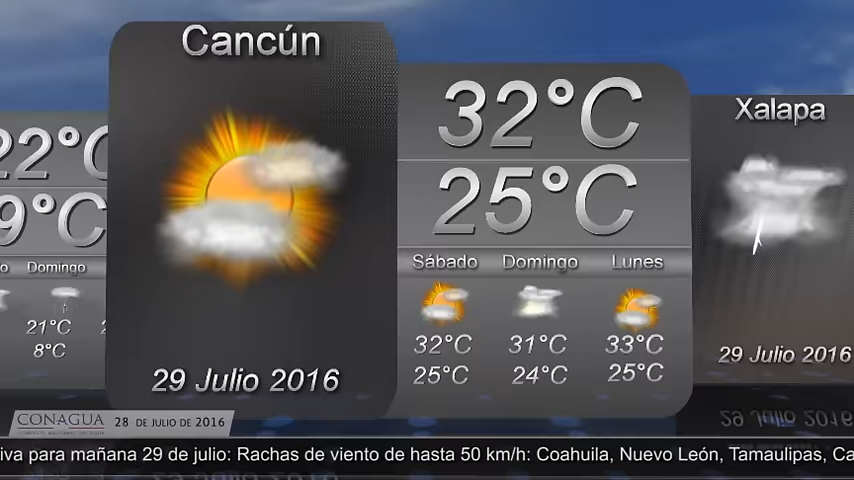 Cancún
29 Julio 2016
32°C
25°C
Sábado Domingo Lunes
32°C 31°C 33°C
25°C 24°C 25°C
22°C
9°C
Domingo
21°C
8°C
Xalapa
29 Julio 2016
CONAGUA
28 DE JULIO DE 2016
iva para mañana 29 de julio: Rachas de viento de hasta 50 km/h: Coahuila, Nuevo León, Tamaulipas, Ca